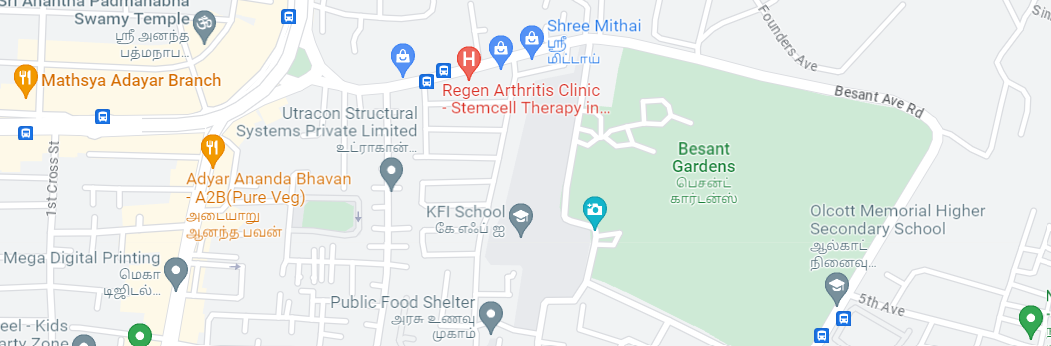 Sri Anantha Padmanabha
Swamy Temple
ஸ்ரீ அனந்த
பத்மநாப...
Shree Mithai
ஸ்ரீ
மிட்டாய்
Founders Ave
Mathsya Adayar Branch
Regen Arthritis Clinic
- Stemcell Therapy in...
Besant Ave Rd
Utracon Structural
Systems Private Limited
உட்ராகான்...
Besant
Gardens
பெசன்ட்
கார்டன்ஸ்
1st Cross St
Adyar Ananda Bhavan
- A2B(Pure Veg)
அடையாறு
ஆனந்த பவன்
KFI School
கே எஃப் ஐ
Olcott Memorial Higher
Secondary School
ஆல்காட்
நினைவு...
Mega Digital Printing
மெகா
டிஜிடல்...
Public Food Shelter
அரசு உணவு
முகாம்
5th Ave
eel - Kids
arty Zone